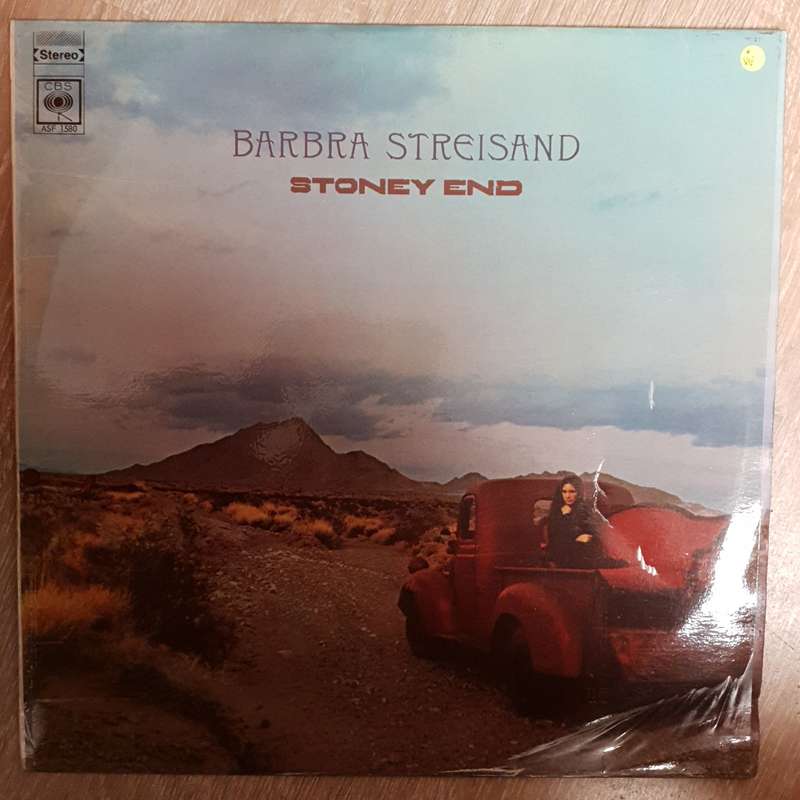 Stereo
CBS
ASF 1580
BARBRA STREISAND
STONEY END